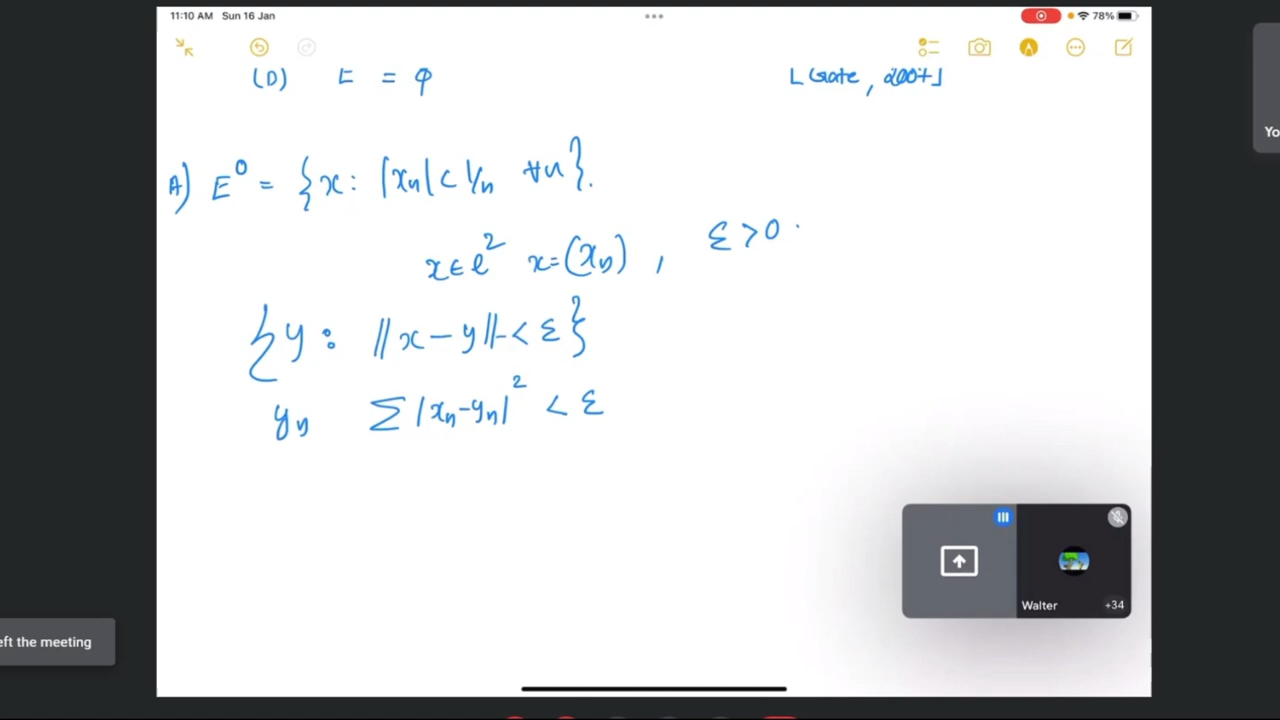 11:10 AM Sun 16 Jan
78%
(D) E = φ
[Gate, 2007]
A) E⁰ = {x: |xₙ| < 1/n ∀n}.
x ∈ ℓ² x=(xₙ), ε>0.
{y: ||x-y|| < ε}
yₙ Σ|xₙ-yₙ|² < ε
Yo
Walter +34
eft the meeting